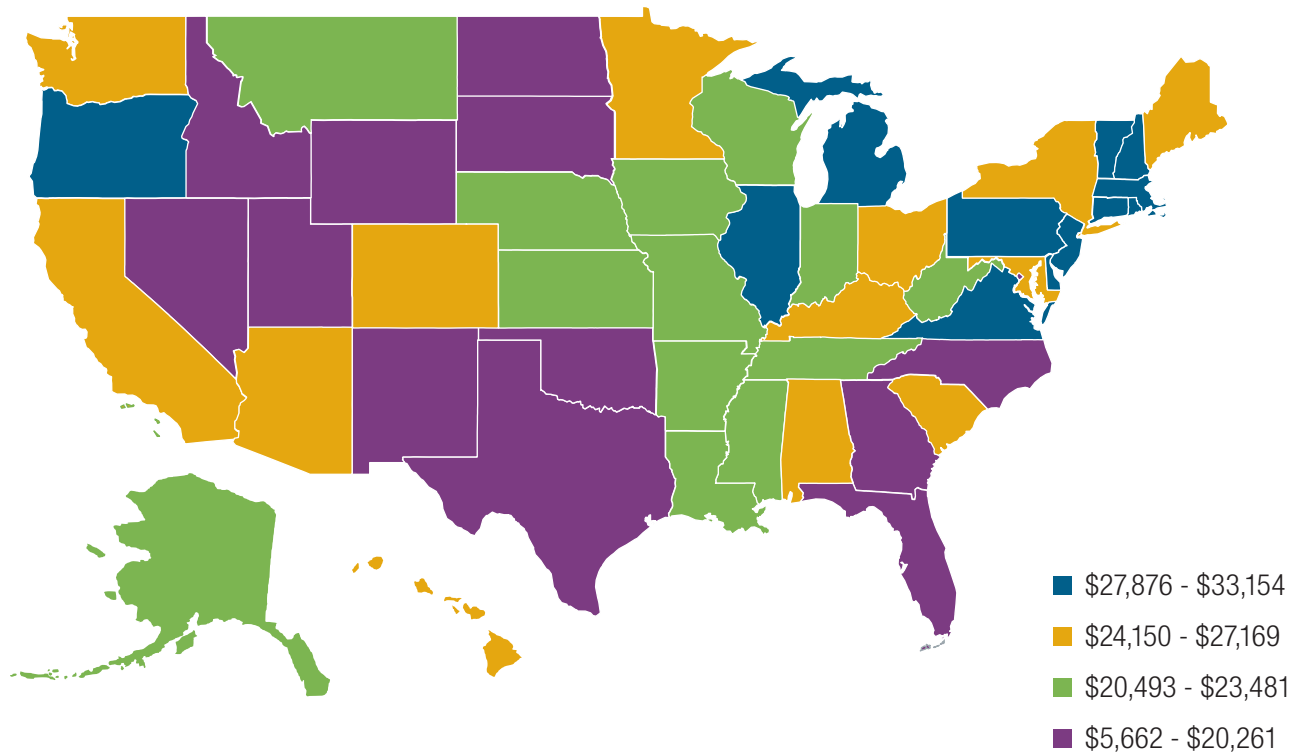 $27,876 - $33,154
$24,150 - $27,169
$20,493 - $23,481
$5,662 - $20,261